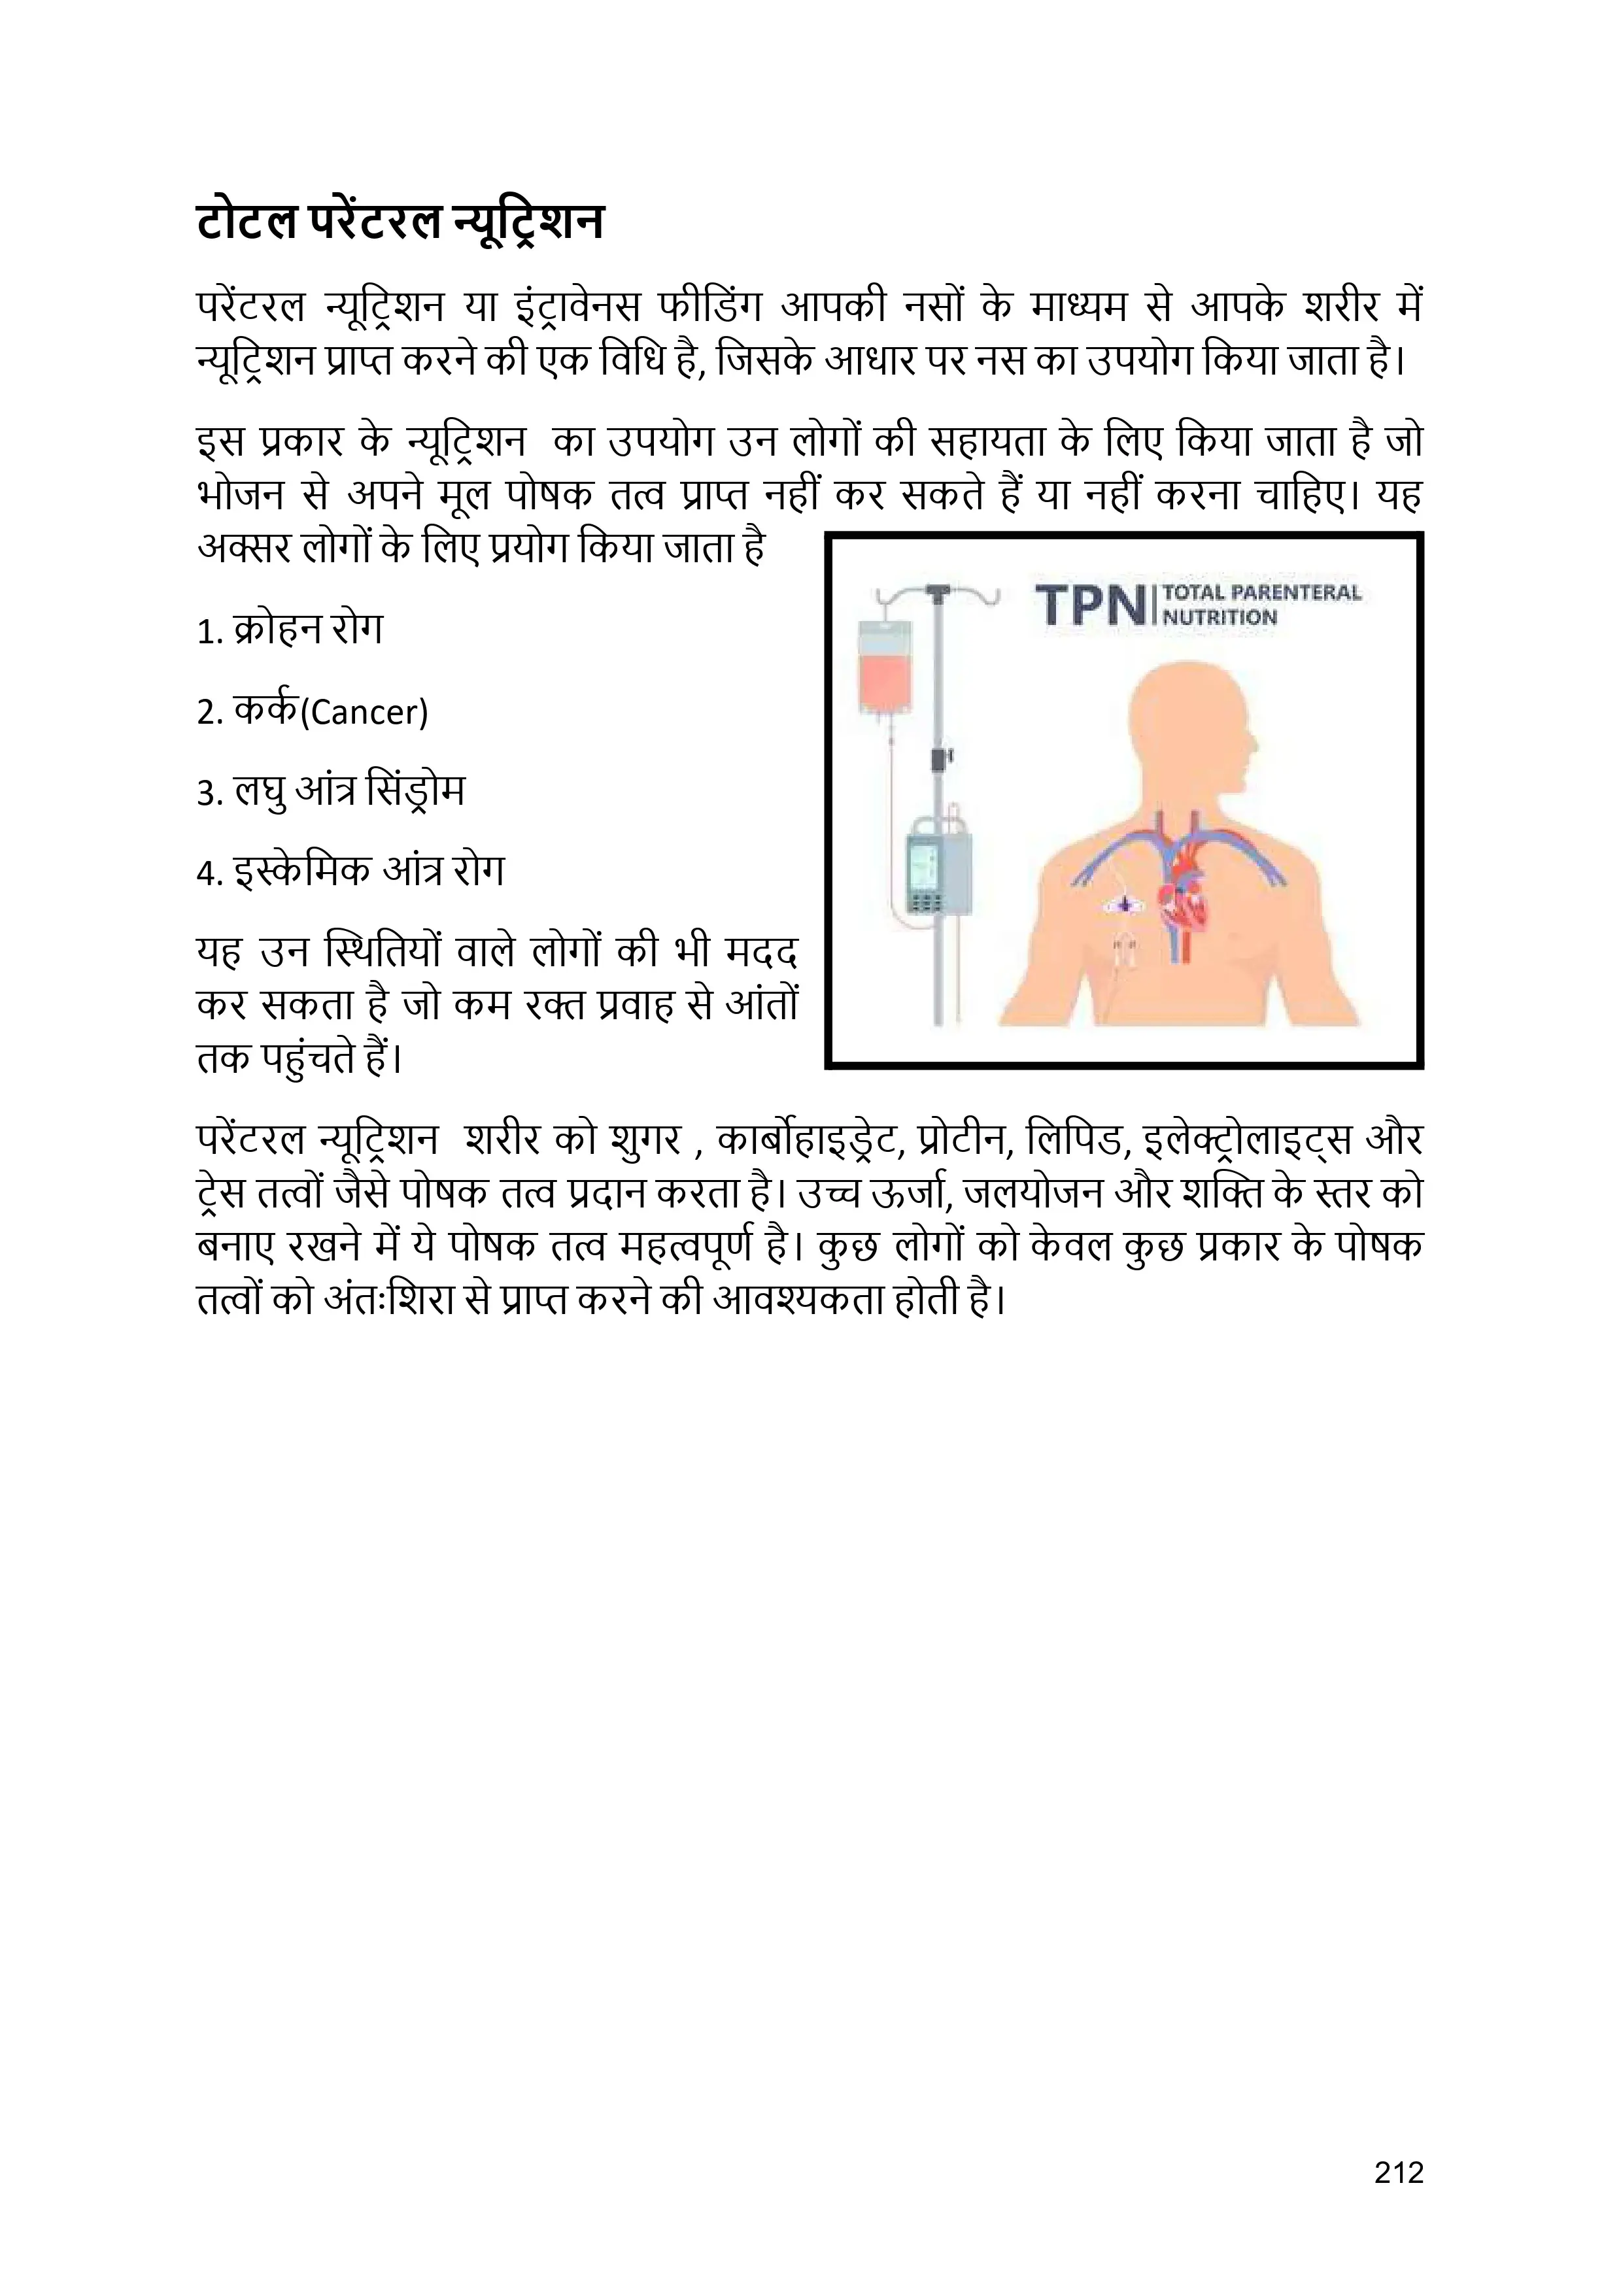 टोटल परेंटरल न्यूट्रिशन
परेंटरल न्यूट्रिशन या इंट्रावेनस फीडिंग आपकी नसों के माध्यम से आपके शरीर में
न्यूट्रिशन प्राप्त करने की एक विधि है, जिसके आधार पर नस का उपयोग किया जाता है।
इस प्रकार के न्यूट्रिशन का उपयोग उन लोगों की सहायता के लिए किया जाता है जो
भोजन से अपने मूल पोषक तत्व प्राप्त नहीं कर सकते हैं या नहीं करना चाहिए। यह
अक्सर लोगों के लिए प्रयोग किया जाता है
1. क्रोहन रोग
2. कर्क(Cancer)
3. लघु आंत्र सिंड्रोम
4. इस्केमिक आंत्र रोग
यह उन स्थितियों वाले लोगों की भी मदद
कर सकता है जो कम रक्त प्रवाह से आंतों
तक पहुंचते हैं।
TPN TOTAL PARENTERAL
NUTRITION
परेंटरल न्यूट्रिशन शरीर को शुगर , कार्बोहाइड्रेट, प्रोटीन, लिपिड, इलेक्ट्रोलाइट्स और
ट्रेस तत्वों जैसे पोषक तत्व प्रदान करता है। उच्च ऊर्जा, जलयोजन और शक्ति के स्तर को
बनाए रखने में ये पोषक तत्व महत्वपूर्ण है। कुछ लोगों को केवल कुछ प्रकार के पोषक
तत्वों को अंतःशिरा से प्राप्त करने की आवश्यकता होती है।
212